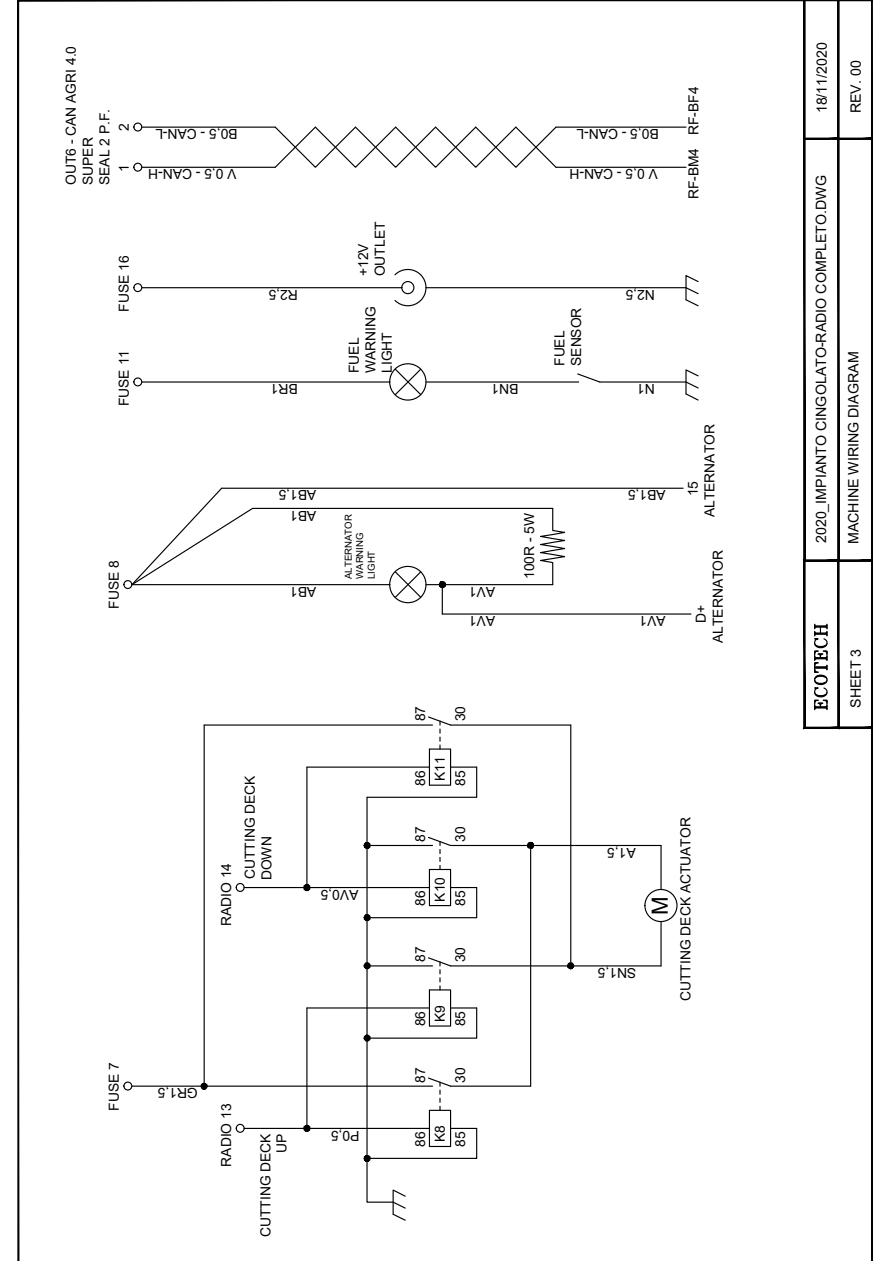 OUT6 - CAN AGRI 4.0
SUPER
SEAL 2 P.F.
1
2
V 0,5 - CAN-H
B0,5 - CAN-L
V 0,5 - CAN-H
B0,5 - CAN-L
RF-BM4
RF-BF4
FUSE 16
R2,5
+12V
OUTLET
N2,5
FUSE 11
BR1
FUEL
WARNING
LIGHT
BN1
FUEL
SENSOR
N1
FUSE 8
AB1
AB1
AB1,5
ALTERNATOR
WARNING
LIGHT
100R - 5W
AV1
AV1
AV1
AB1,5
D+
ALTERNATOR
15
ALTERNATOR
FUSE 7
GR1,5
RADIO 13
CUTTING DECK
UP
P0,5
RADIO 14
CUTTING DECK
DOWN
AV0,5
86
K8
85
87
30
86
K9
85
87
30
86
K10
85
87
30
86
K11
85
87
30
SN1,5
A1,5
M
CUTTING DECK ACTUATOR
ECOTECH
2020_IMPIANTO CINGOLATO-RADIO COMPLETO.DWG
18/11/2020
SHEET 3
MACHINE WIRING DIAGRAM
REV. 00